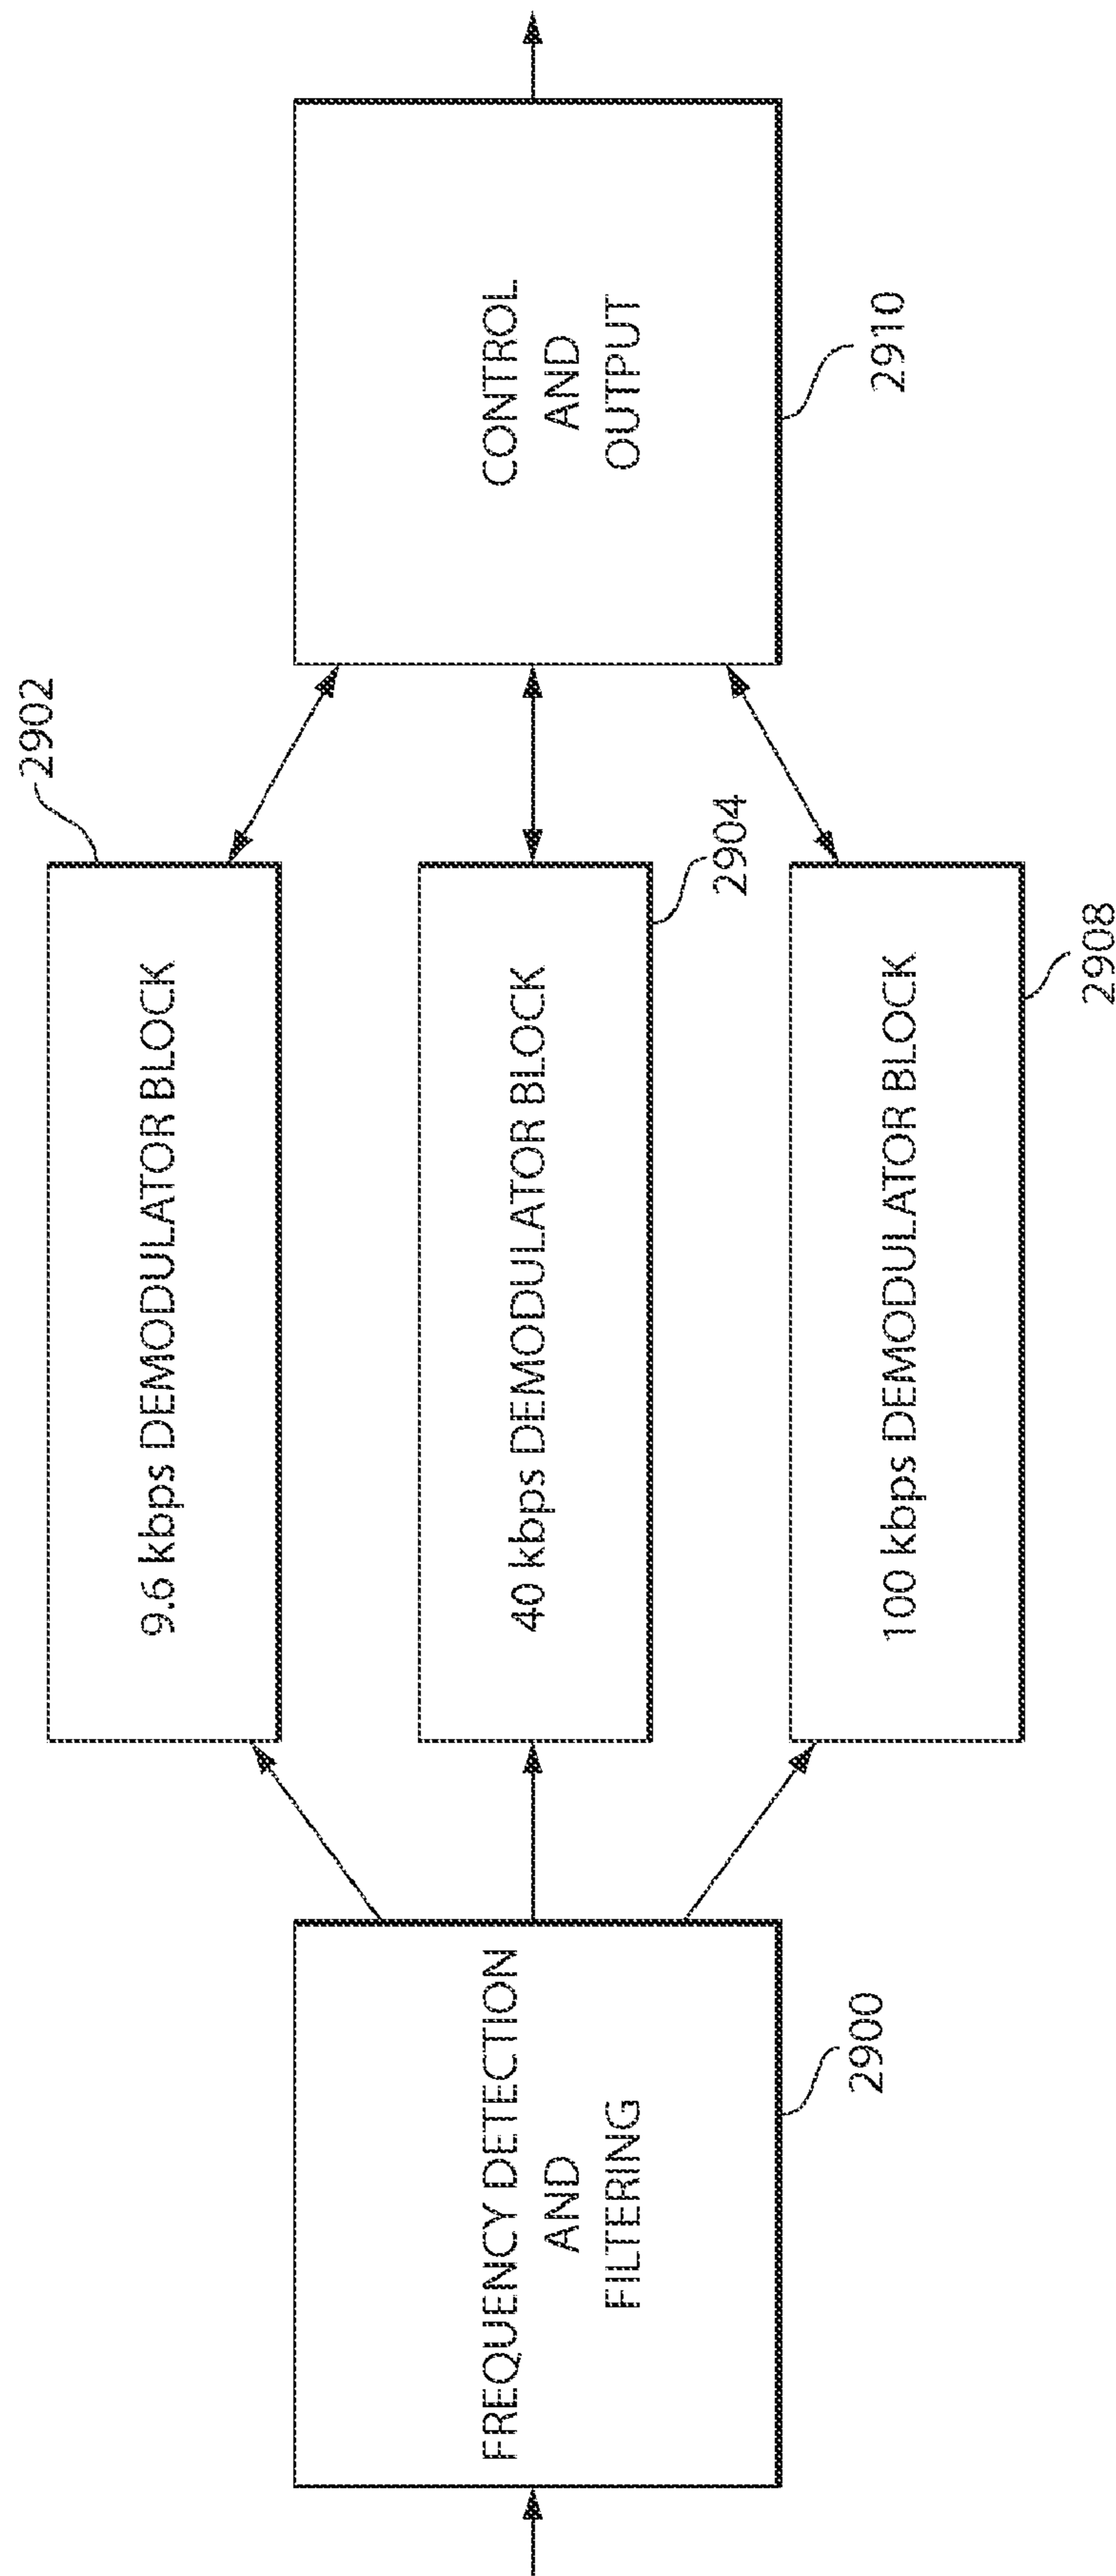 2902
9.6 kbps DEMODULATOR BLOCK
FREQUENCY DETECTION
AND
FILTERING
2900
40 kbps DEMODULATOR BLOCK
2904
CONTROL
AND
OUTPUT
2910
100 kbps DEMODULATOR BLOCK
2908